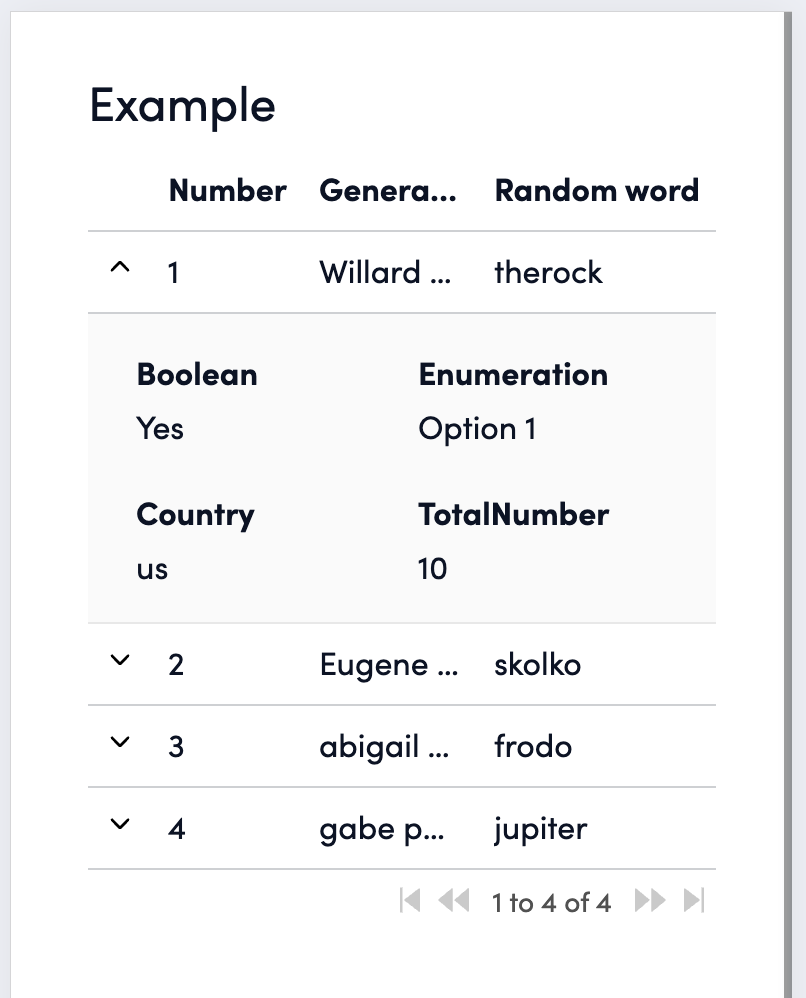 Example
Number Genera... Random word
1 Willard ... therock
Boolean Enumeration
Yes Option 1
Country TotalNumber
us 10
2 Eugene ... skolko
3 abigail ... frodo
4 gabe p... jupiter
1 to 4 of 4